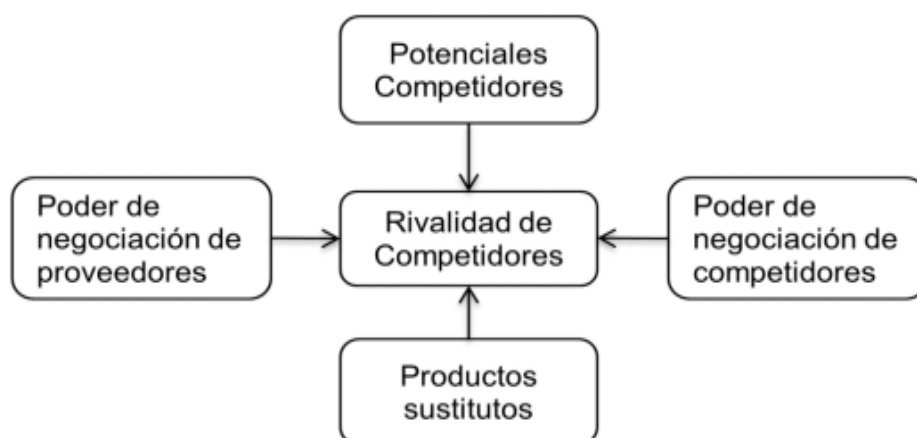 Potenciales
Competidores
Poder de
negociación de
proveedores
Rivalidad de
Competidores
Poder de
negociación de
competidores
Productos
sustitutos